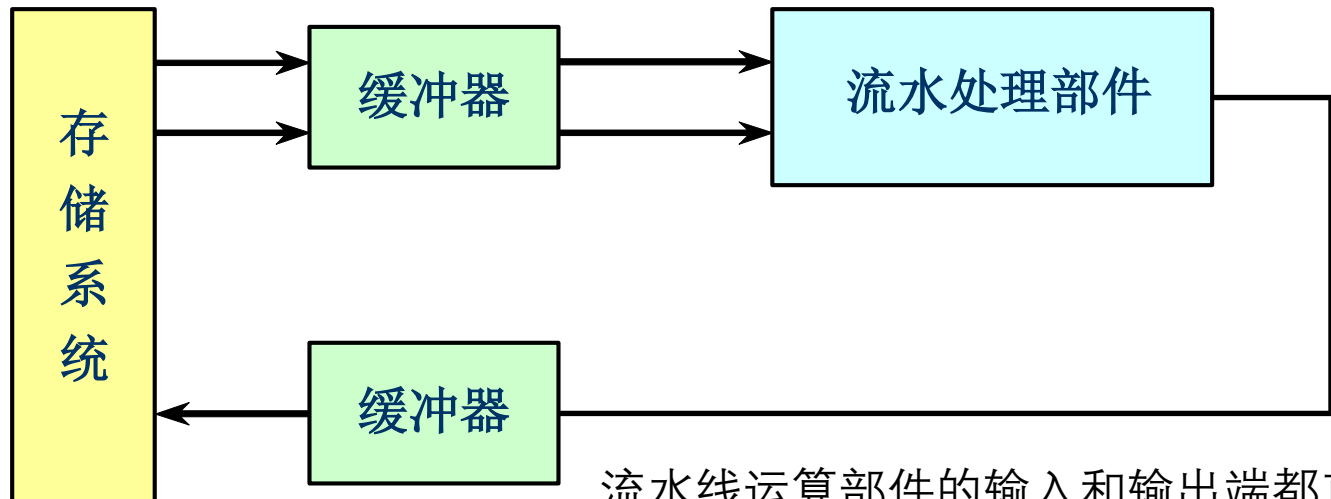 存
储
系
统
缓冲器
流水处理部件
缓冲器
流水线运算部件的输入和输出端都